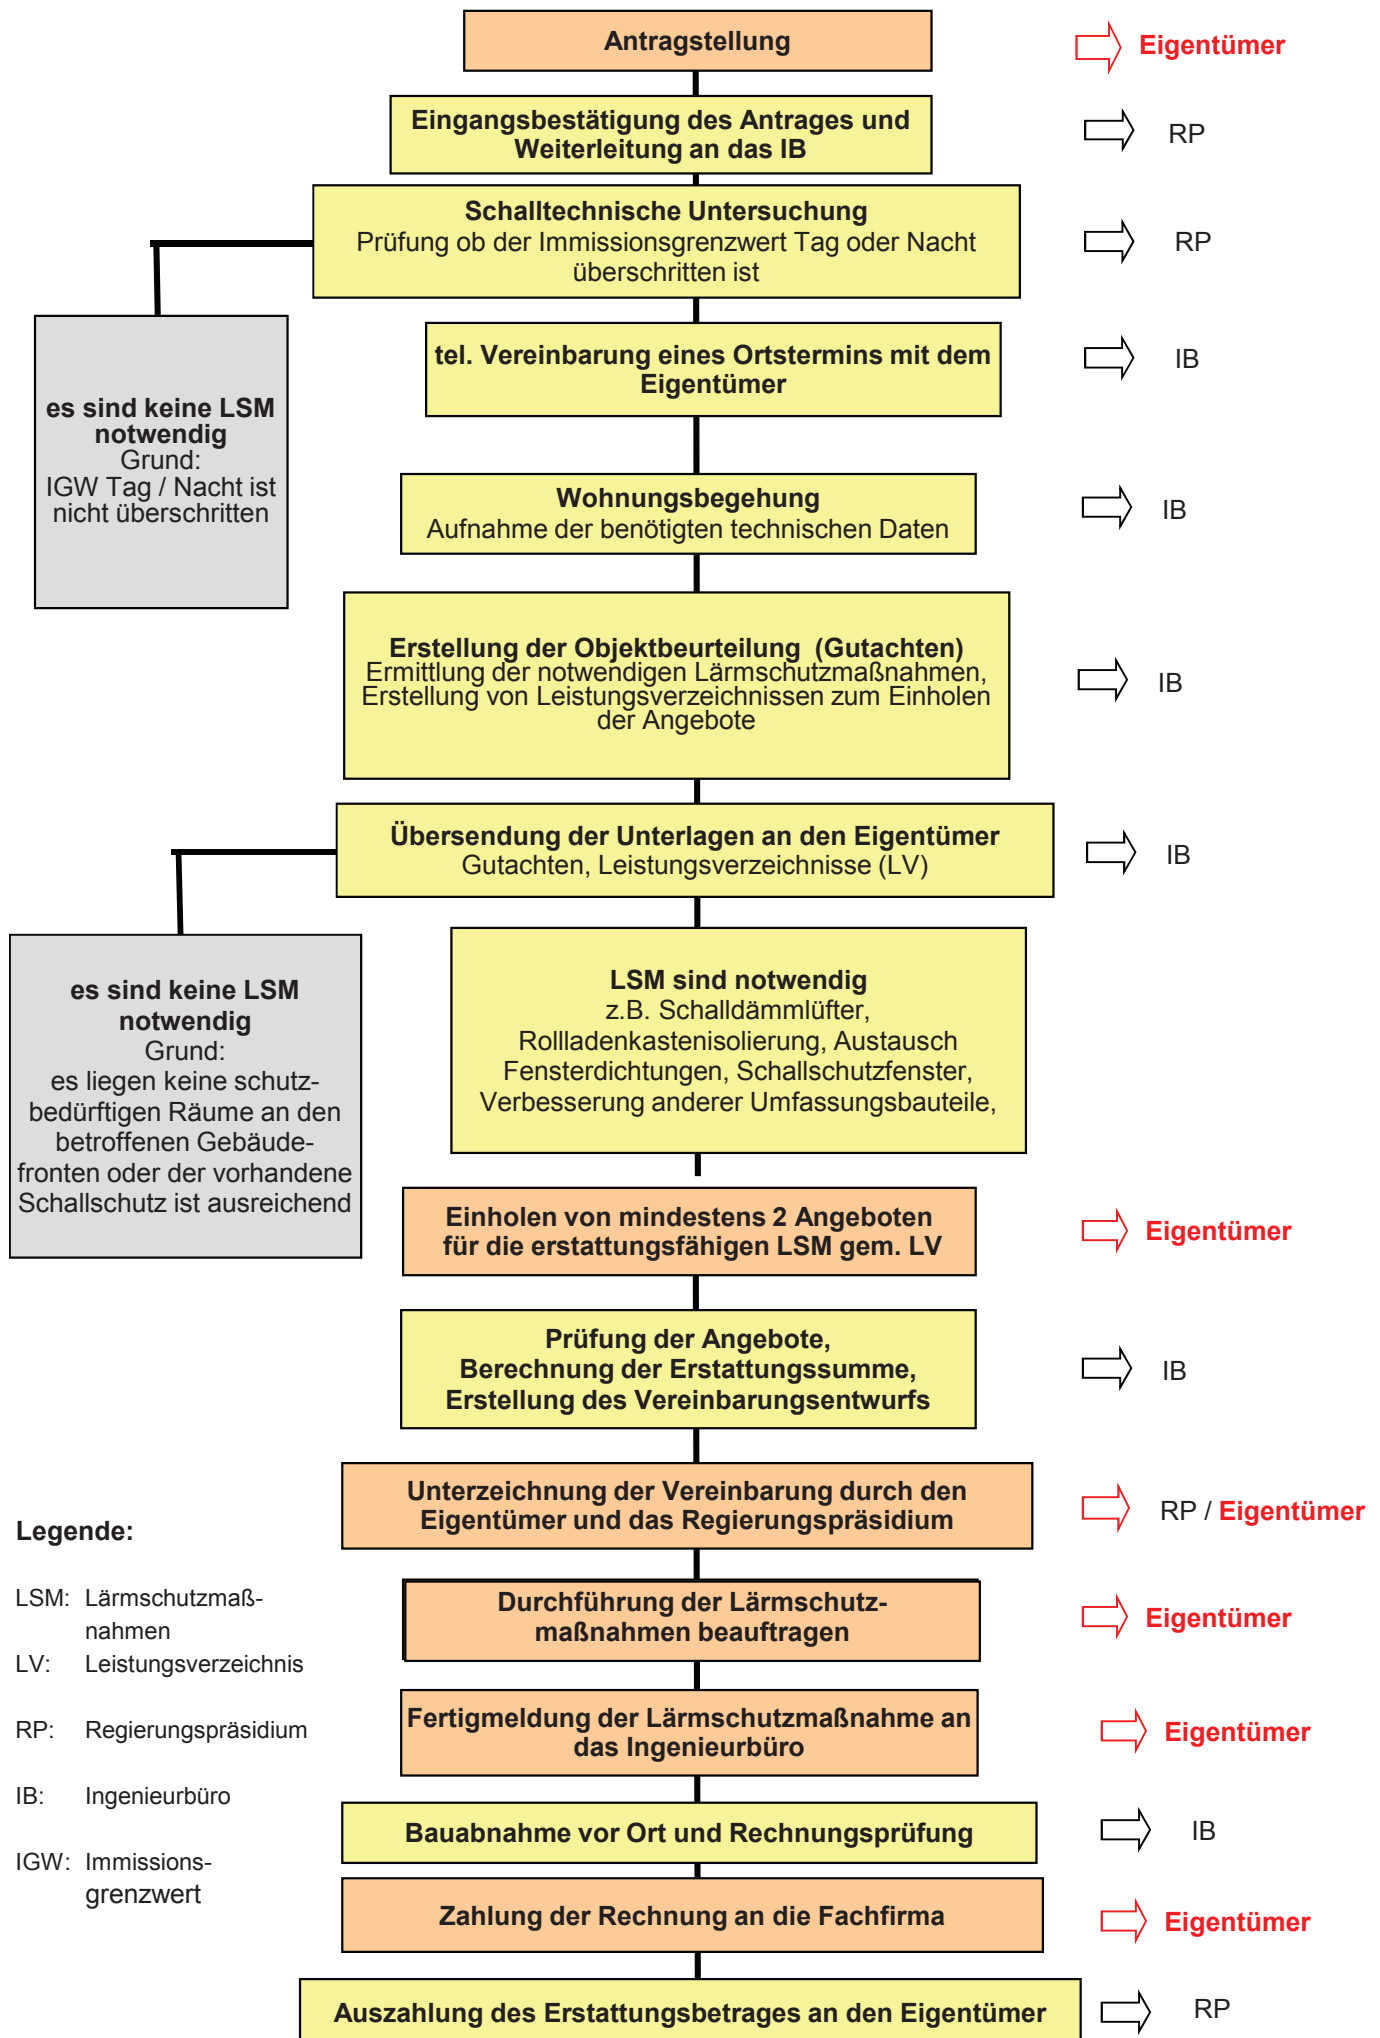 Antragstellung
Eigentümer
Eingangsbestätigung des Antrages und
Weiterleitung an das IB
RP
Schalltechnische Untersuchung
Prüfung ob der Immissionsgrenzwert Tag oder Nacht
überschritten ist
RP
es sind keine LSM
notwendig
Grund:
IGW Tag / Nacht ist
nicht überschritten
tel. Vereinbarung eines Ortstermins mit dem
Eigentümer
IB
Wohnungsbegehung
Aufnahme der benötigten technischen Daten
IB
Erstellung der Objektbeurteilung (Gutachten)
Ermittlung der notwendigen Lärmschutzmaßnahmen,
Erstellung von Leistungsverzeichnissen zum Einholen
der Angebote
IB
Übersendung der Unterlagen an den Eigentümer
Gutachten, Leistungsverzeichnisse (LV)
IB
es sind keine LSM
notwendig
Grund:
es liegen keine schutz-
bedürftigen Räume an den
betroffenen Gebäude-
fronten oder der vorhandene
Schallschutz ist ausreichend
LSM sind notwendig
z.B. Schalldämmlüfter,
Rollladenkastenisolierung, Austausch
Fensterdichtungen, Schallschutzfenster,
Verbesserung anderer Umfassungsbauteile,
Einholen von mindestens 2 Angeboten
für die erstattungsfähigen LSM gem. LV
Eigentümer
Prüfung der Angebote,
Berechnung der Erstattungssumme,
Erstellung des Vereinbarungsentwurfs
IB
Unterzeichnung der Vereinbarung durch den
Eigentümer und das Regierungspräsidium
RP / Eigentümer
Durchführung der Lärmschutz-
maßnahmen beauftragen
Eigentümer
Fertigmeldung der Lärmschutzmaßnahme an
das Ingenieurbüro
Eigentümer
Bauabnahme vor Ort und Rechnungsprüfung
IB
Zahlung der Rechnung an die Fachfirma
Eigentümer
Auszahlung des Erstattungsbetrages an den Eigentümer
RP
Legende:
LSM: Lärmschutzmaß-
nahmen
LV: Leistungsverzeichnis
RP: Regierungspräsidium
IB: Ingenieurbüro
IGW: Immissions-
grenzwert